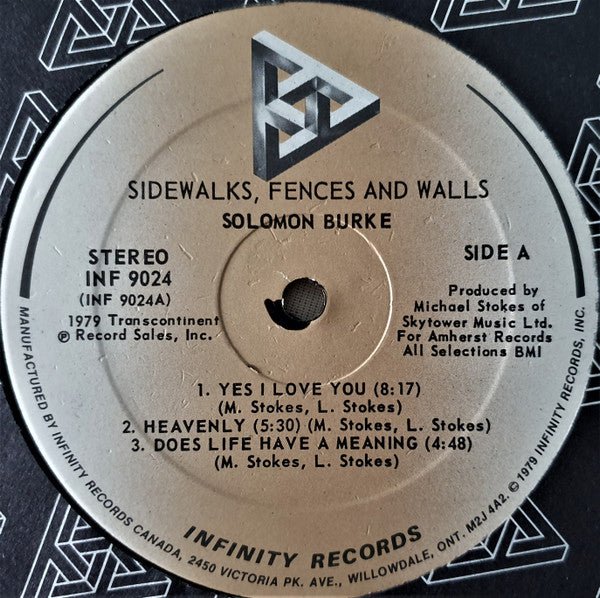 SIDEWALKS, FENCES AND WALLS
SOLOMON BURKE
STEREO
INF 9024
(INF 9024A)
1979 Transcontinent
℗ Record Sales, Inc.
SIDE A
Produced by
Michael Stokes of
Skytower Music Ltd.
For Amherst Records
All Selections BMI
1. YES I LOVE YOU (8:17)
(M. Stokes, L. Stokes)
2. HEAVENLY (5:30) (M. Stokes, L. Stokes)
3. DOES LIFE HAVE A MEANING (4:48)
(M. Stokes, L. Stokes)
INFINITY RECORDS
MANUFACTURED BY INFINITY RECORDS CANADA, 2450 VICTORIA PK. AVE., WILLOWDALE, ONT. M2J 4A2. © 1979 INFINITY RECORDS, INC.